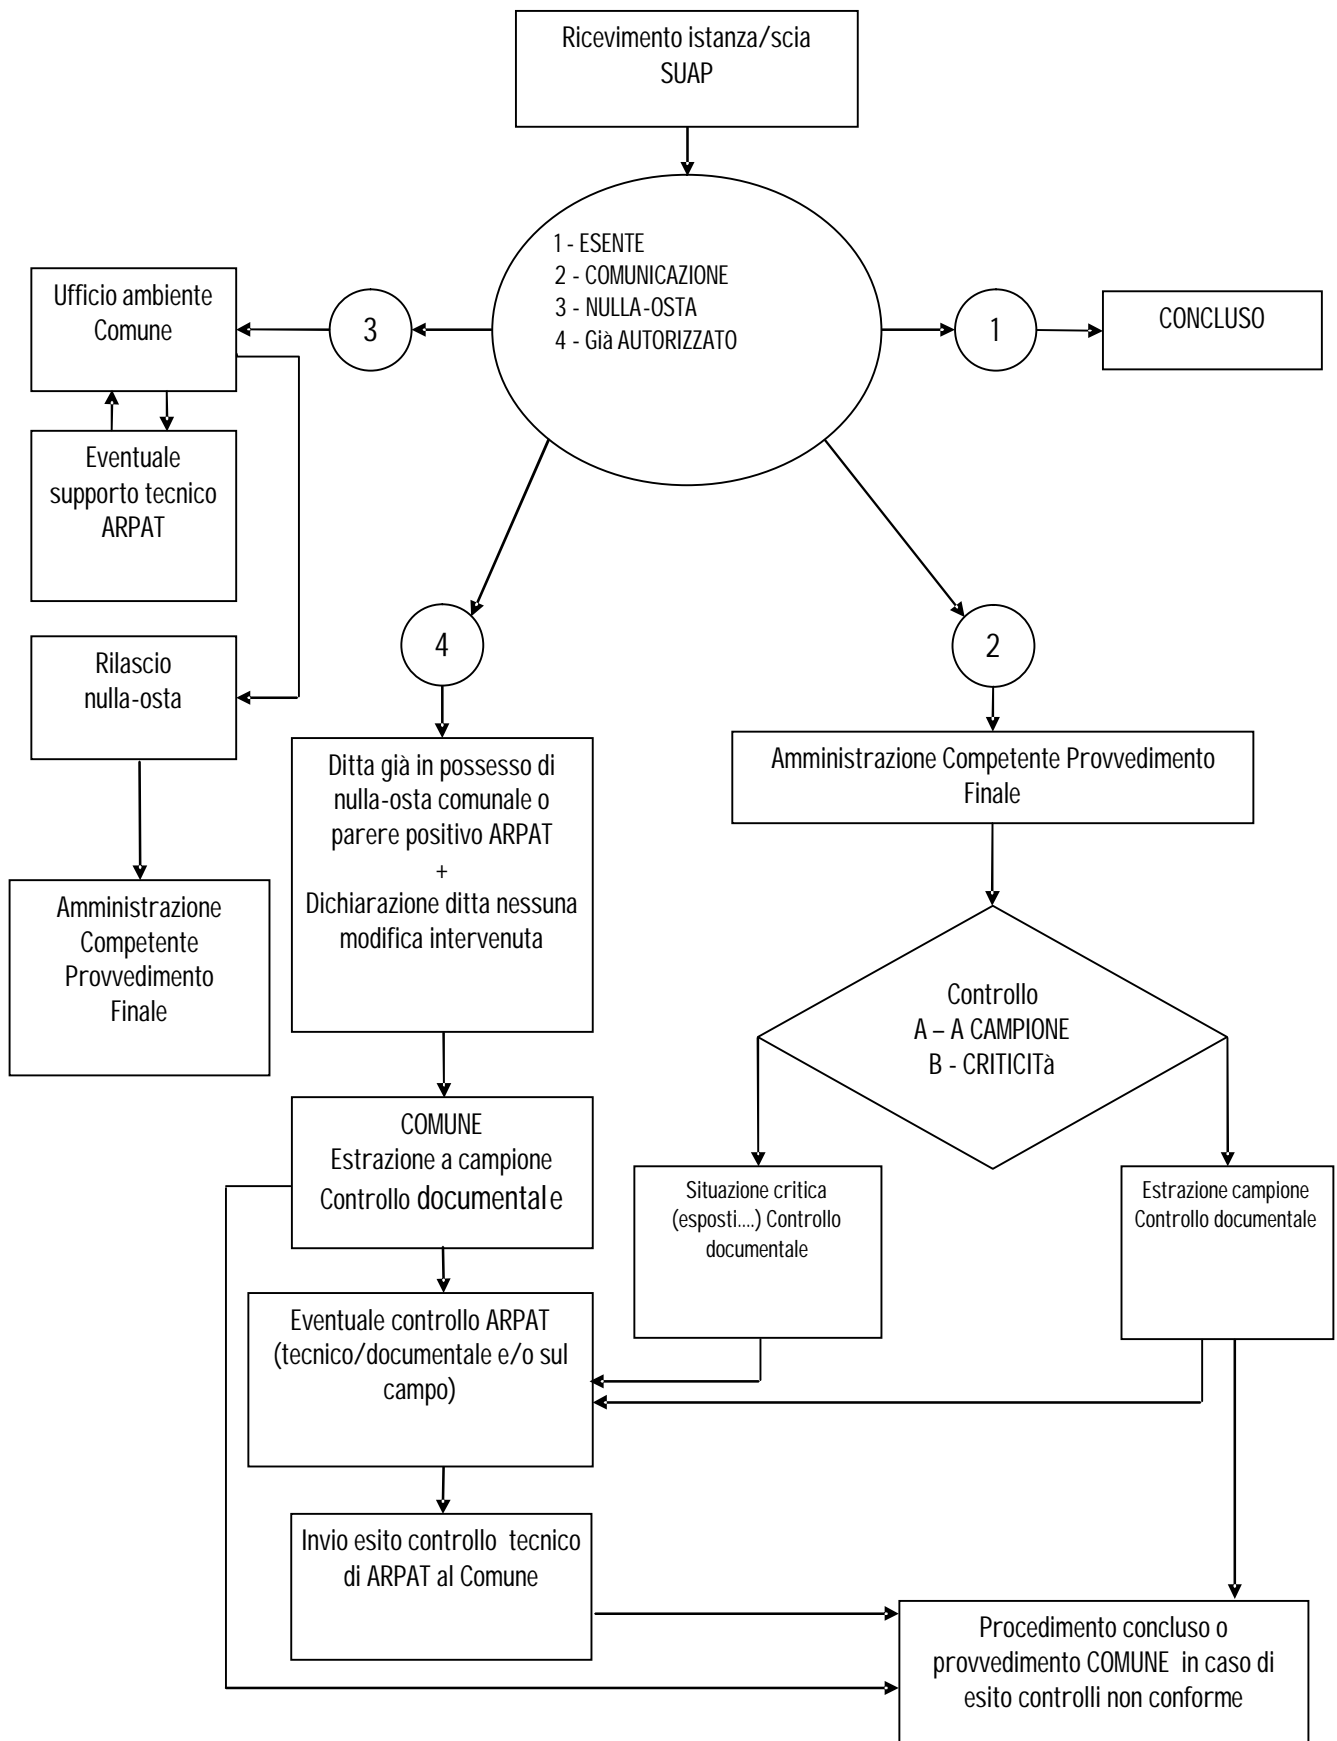 Ricevimento istanza/scia
SUAP
1 - ESENTE
2 - COMUNICAZIONE
3 - NULLA-OSTA
4 - Già AUTORIZZATO
Ufficio ambiente
Comune
3
1
CONCLUSO
Eventuale
supporto tecnico
ARPAT
4
2
Rilascio
nulla-osta
Ditta già in possesso di
nulla-osta comunale o
parere positivo ARPAT
+
Dichiarazione ditta nessuna
modifica intervenuta
Amministrazione Competente Provvedimento
Finale
Amministrazione
Competente
Provvedimento
Finale
Controllo
A – A CAMPIONE
B - CRITICITà
COMUNE
Estrazione a campione
Controllo documentale
Situazione critica
(esposti....) Controllo
documentale
Estrazione campione
Controllo documentale
Eventuale controllo ARPAT
(tecnico/documentale e/o sul
campo)
Invio esito controllo tecnico
di ARPAT al Comune
Procedimento concluso o
provvedimento COMUNE in caso di
esito controlli non conforme